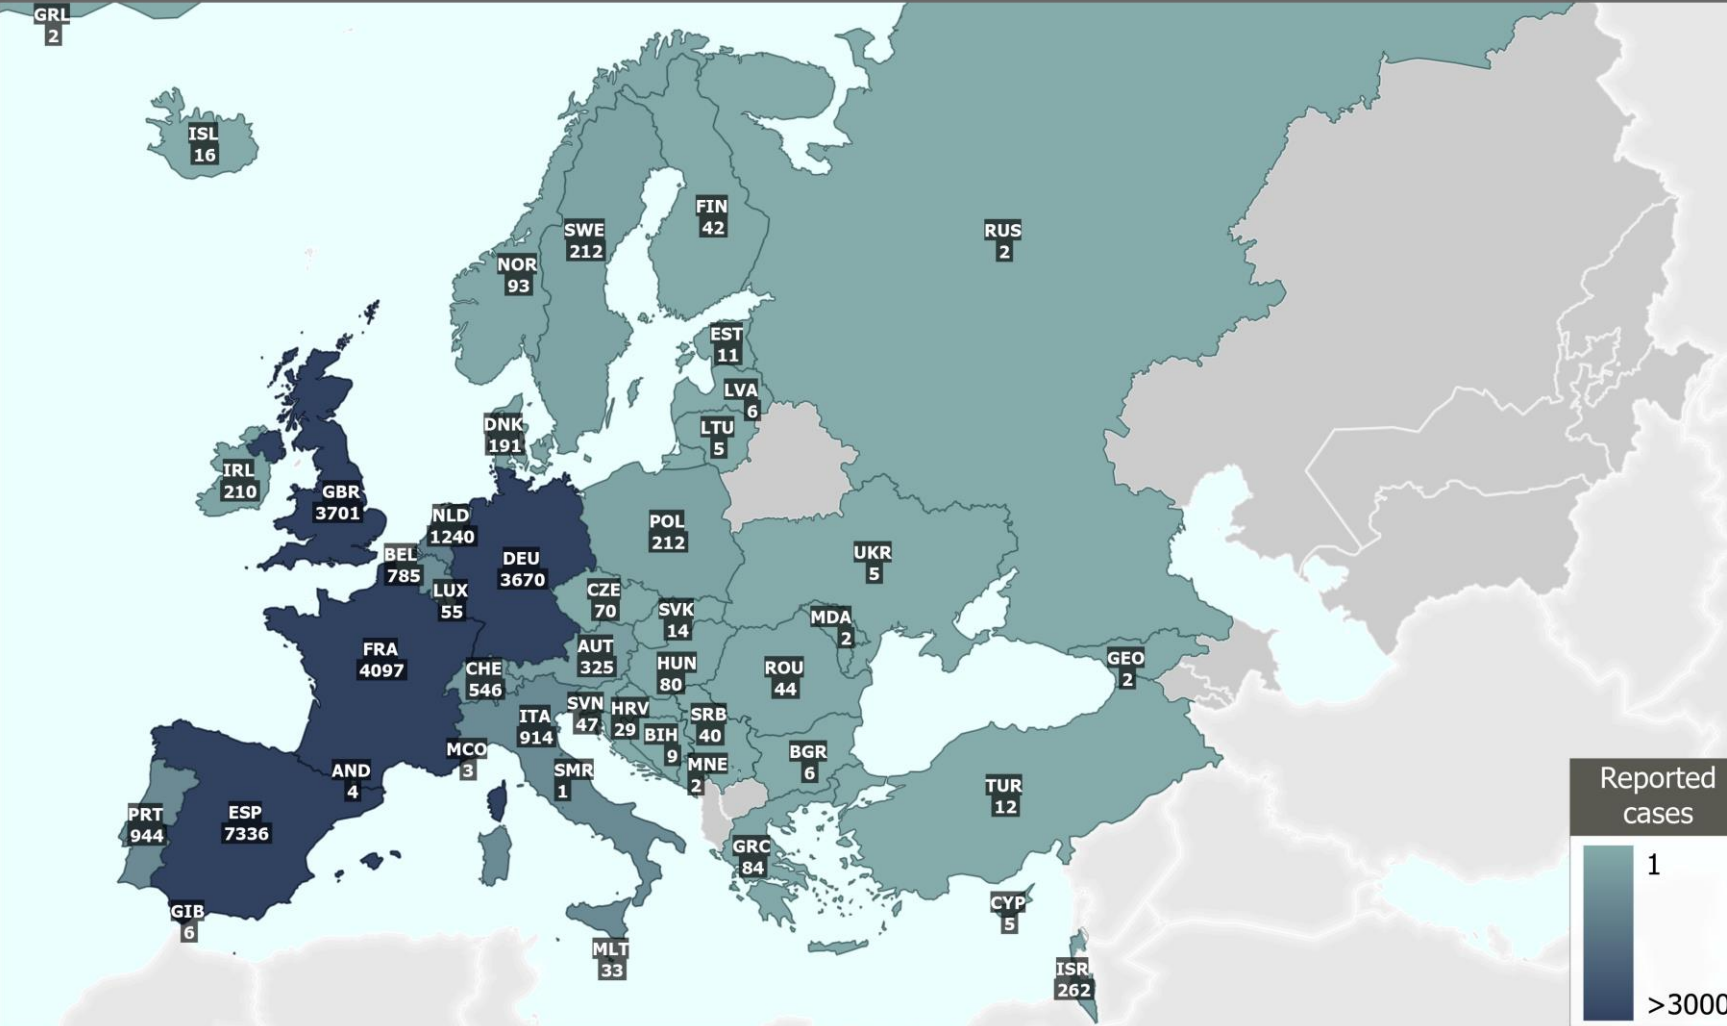 GRL
2
ISL
16
FIN
42
SWE
212
RUS
2
NOR
93
EST
11
LVA
6
DNK
191
LTU
5
IRL
210
GBR
3701
NLD
1240
POL
212
BEL
785
DEU
3670
UKR
5
LUX
55
CZE
70
SVK
14
MDA
2
FRA
4097
AUT
325
CHE
546
HUN
80
ROU
44
GEO
2
SVN
47
HRV
29
ITA
914
SRB
40
BIH
9
MCO
3
BGR
6
MNE
2
AND
4
SMR
1
TUR
12
PRT
944
ESP
7336
GRC
84
GIB
6
CYP
5
MLT
33
ISR
262
Reported
cases
1
>3000